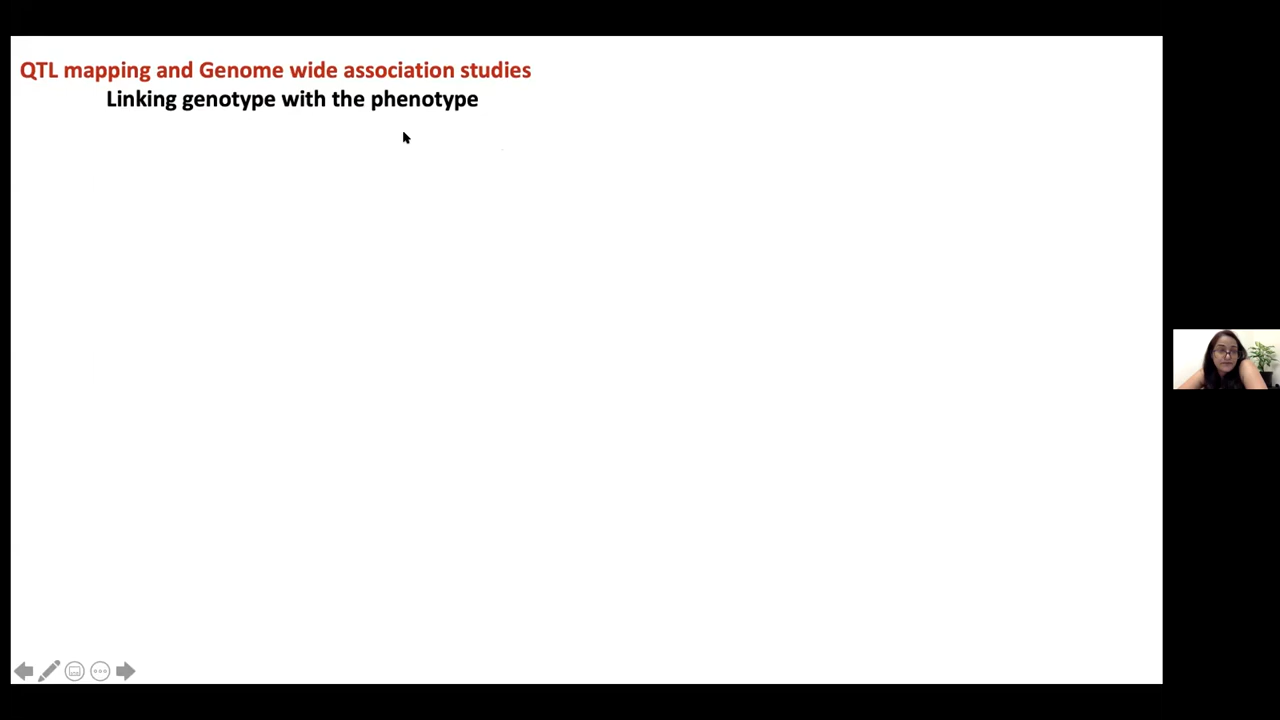 QTL mapping and Genome wide association studies
Linking genotype with the phenotype